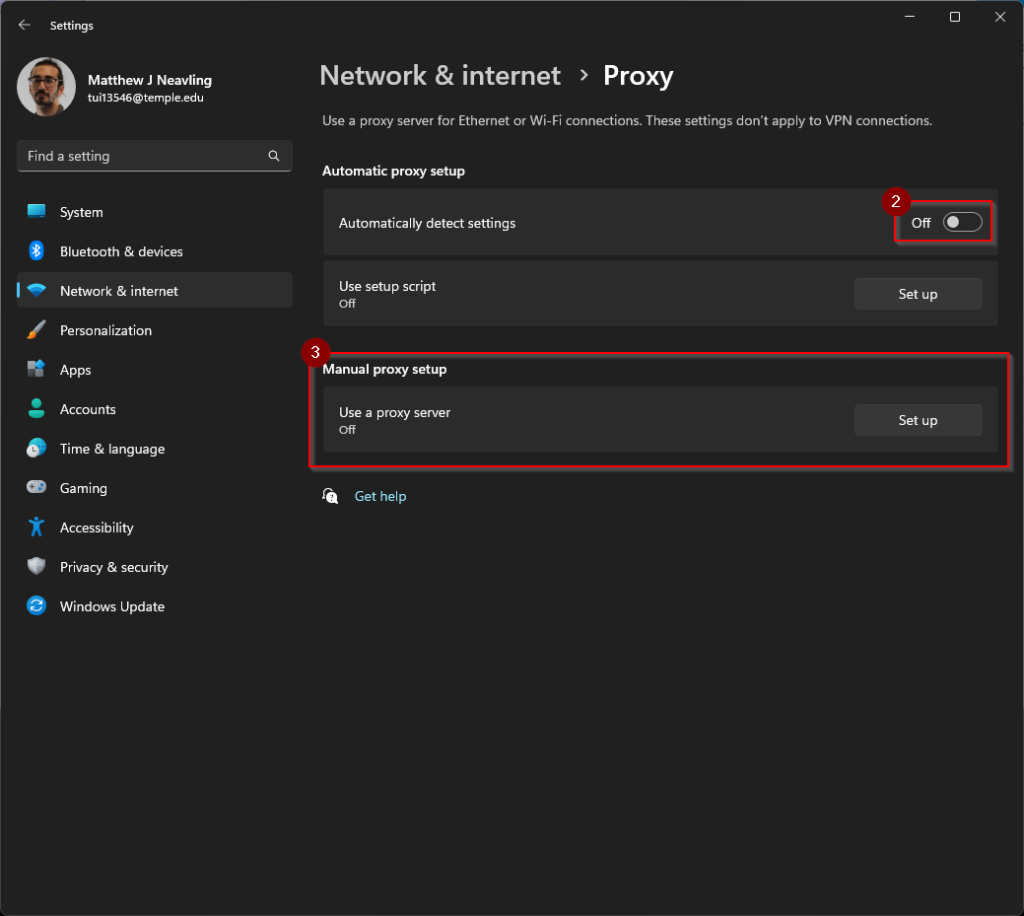 Settings
Matthew J Neavling
tui13546@temple.edu
Find a setting
System
Bluetooth & devices
Network & internet
Personalization
Apps
Accounts
Time & language
Gaming
Accessibility
Privacy & security
Windows Update
Network & internet > Proxy
Use a proxy server for Ethernet or Wi-Fi connections. These settings don't apply to VPN connections.
Automatic proxy setup
2
Automatically detect settings Off
Use setup script
Off
Set up
3
Manual proxy setup
Use a proxy server
Off
Set up
Get help